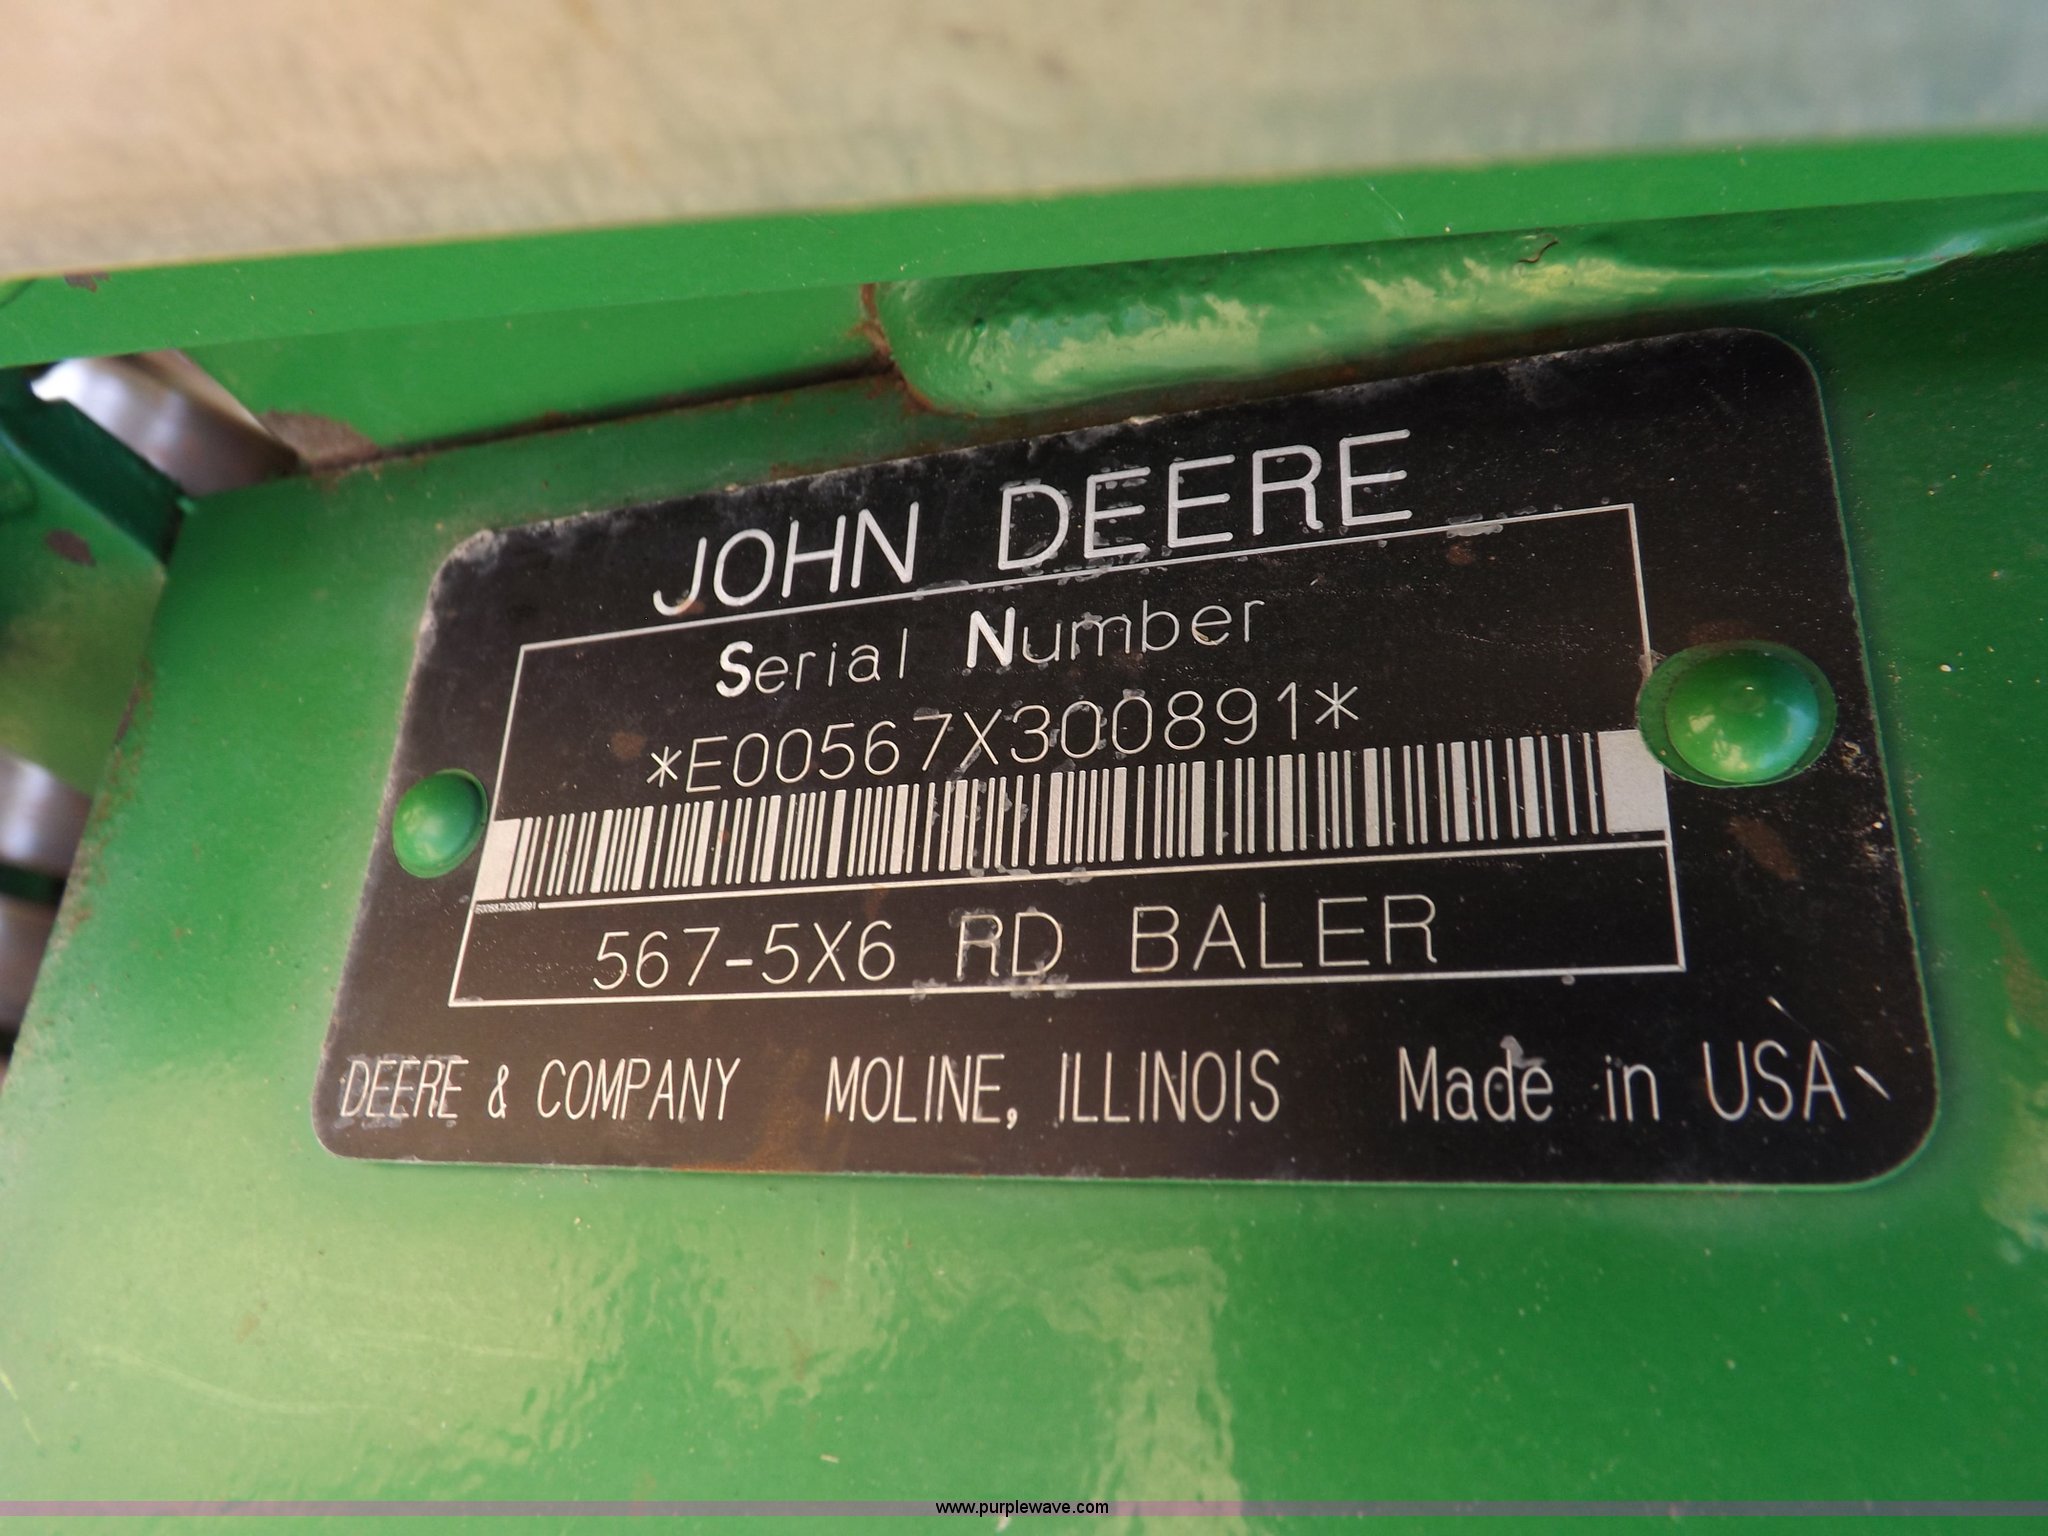 JOHN DEERE
Serial Number
*E00567X300891*
E00567X300891
567-5X6 RD BALER
DEERE & COMPANY MOLINE, ILLINOIS Made in USA
www.purplewave.com